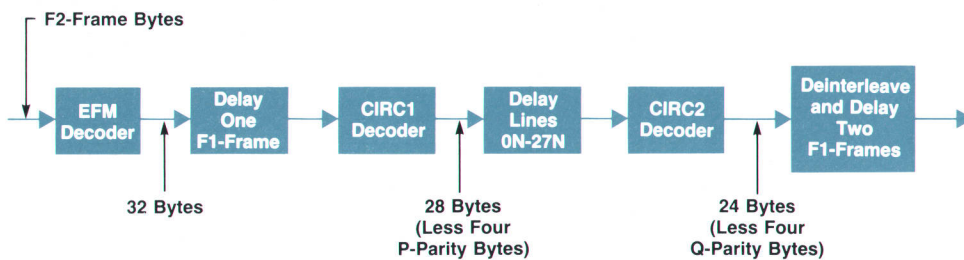 F2-Frame Bytes
EFM
Decoder
Delay
One
F1-Frame
CIRC1
Decoder
Delay
Lines
0N-27N
CIRC2
Decoder
Deinterleave
and Delay
Two
F1-Frames
32 Bytes
28 Bytes
(Less Four
P-Parity Bytes)
24 Bytes
(Less Four
Q-Parity Bytes)